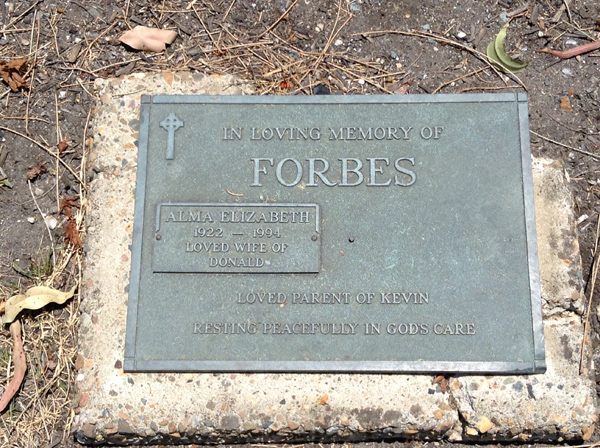 IN LOVING MEMORY OF
FORBES
ALMA ELIZABETH
1922 — 1994
LOVED WIFE OF
DONALD
LOVED PARENT OF KEVIN
RESTING PEACEFULLY IN GODS CARE